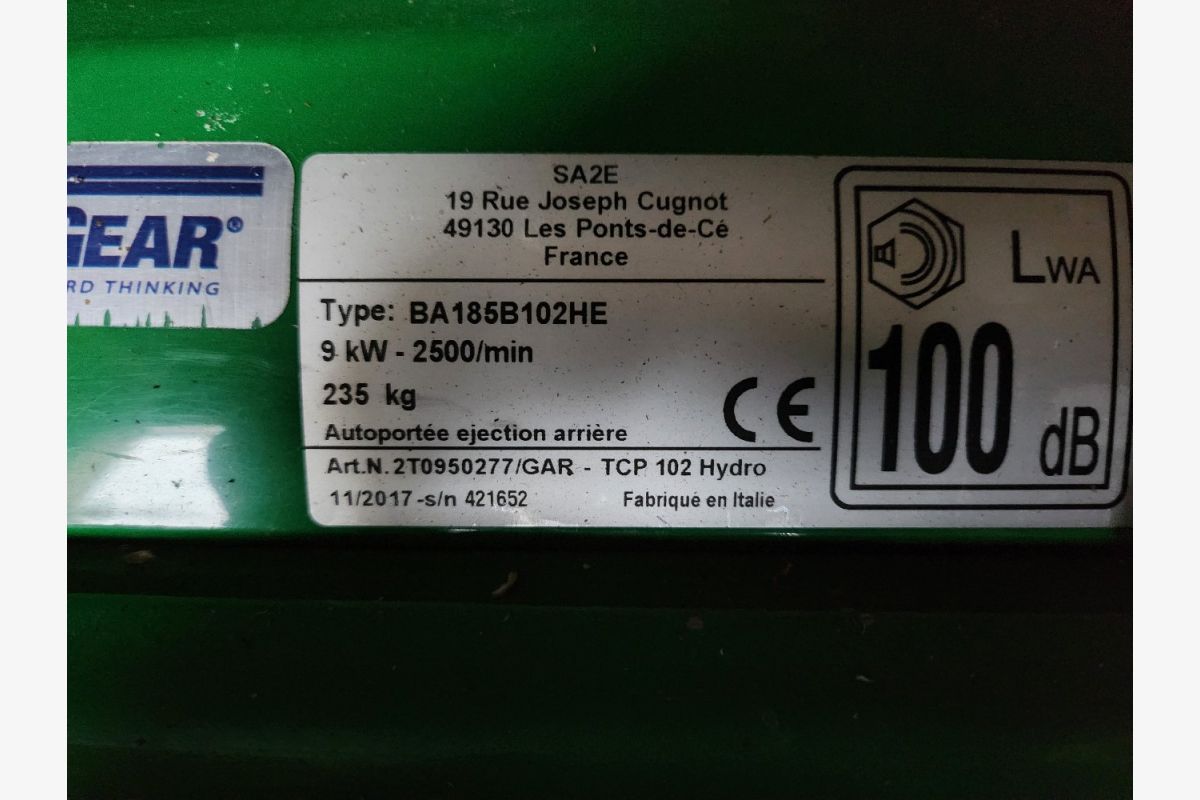 GEAR®
RD THINKING
SA2E
19 Rue Joseph Cugnot
49130 Les Ponts-de-Cé
France
Type: BA185B102HE
9 kW - 2500/min
235 kg
Autoportée ejection arrière
Art.N. 2T0950277/GAR - TCP 102 Hydro
11/2017 -s/n 421652 Fabriqué en Italie
CE
LWA
100
dB